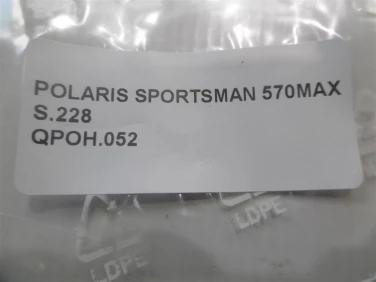 POLARIS SPORTSMAN 570MAX
S.228
QPOH.052
LDPE
LDPE